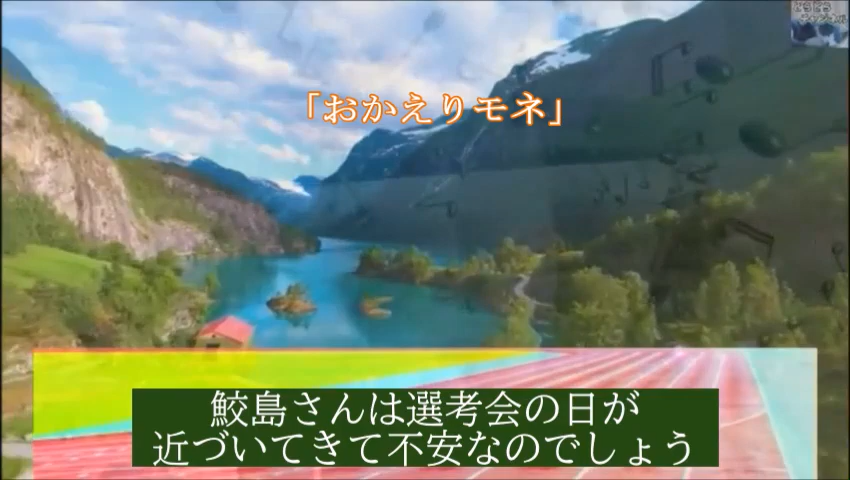 「おかえりモネ」
鮫島さんは選考会の日が
近づいてきて不安なのでしょう